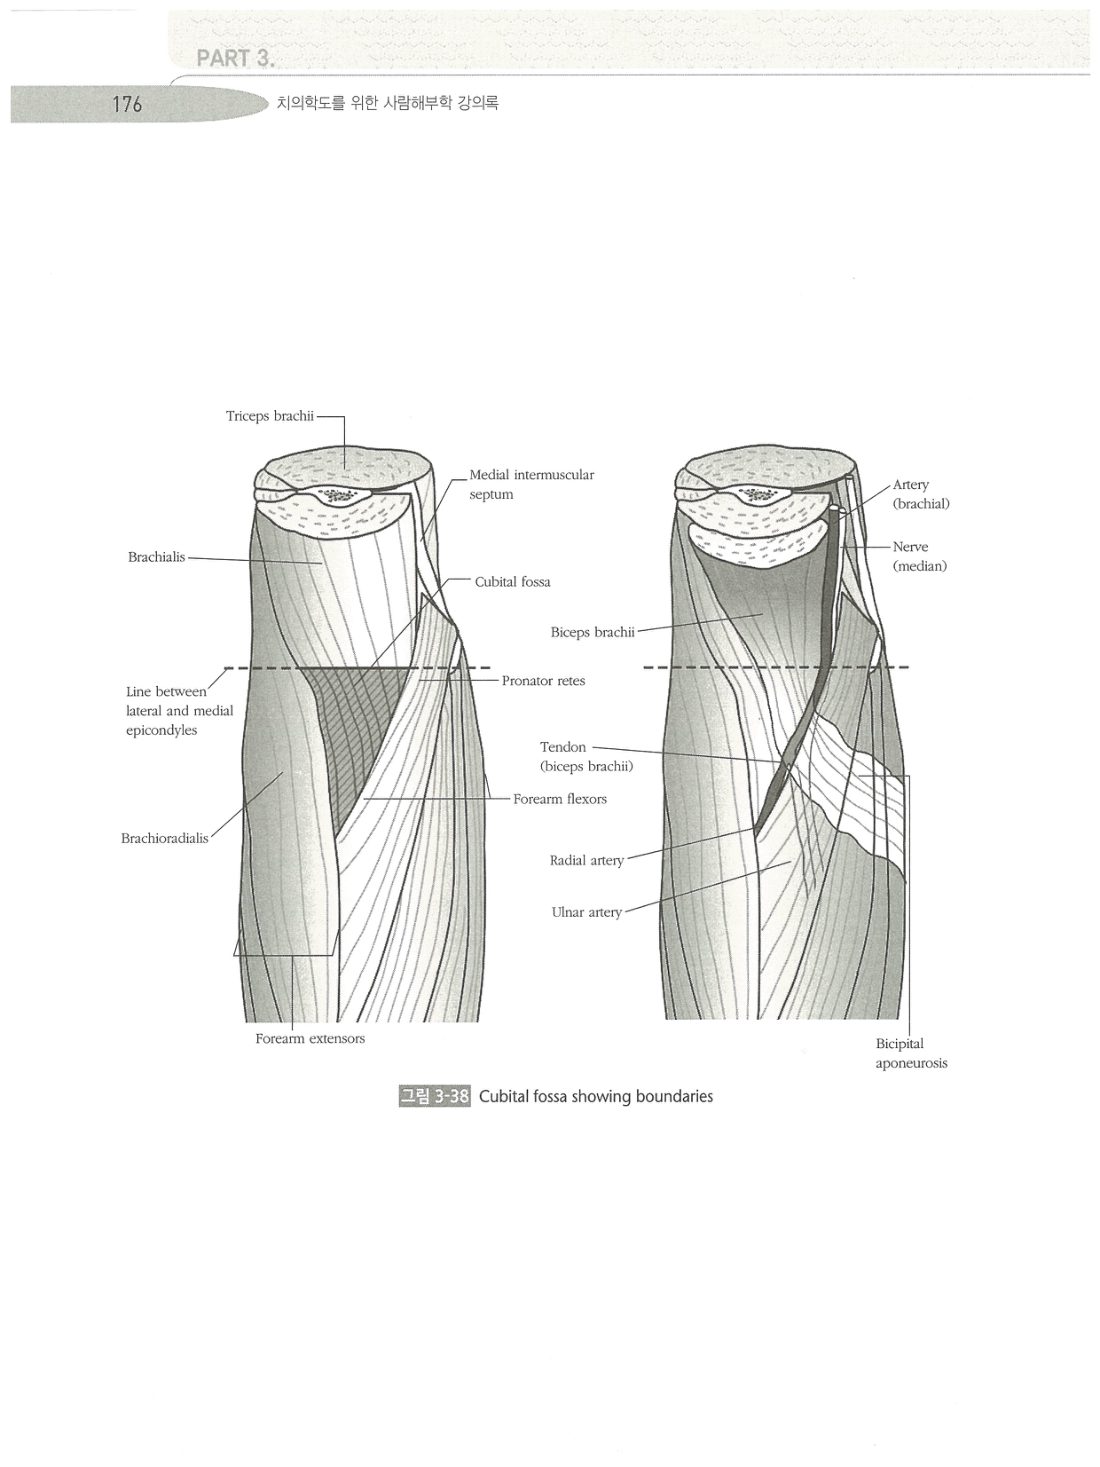 PART 3.
176
치의학도를 위한 사람해부학 강의록
Triceps brachii
Medial intermuscular
septum
Brachialis
Cubital fossa
Pronator retes
Line between
lateral and medial
epicondyles
Forearm flexors
Brachioradialis
Forearm extensors
Artery
(brachial)
Nerve
(median)
Biceps brachii
Tendon
(biceps brachii)
Radial artery
Ulnar artery
Bicipital
aponeurosis
그림 3-38 Cubital fossa showing boundaries